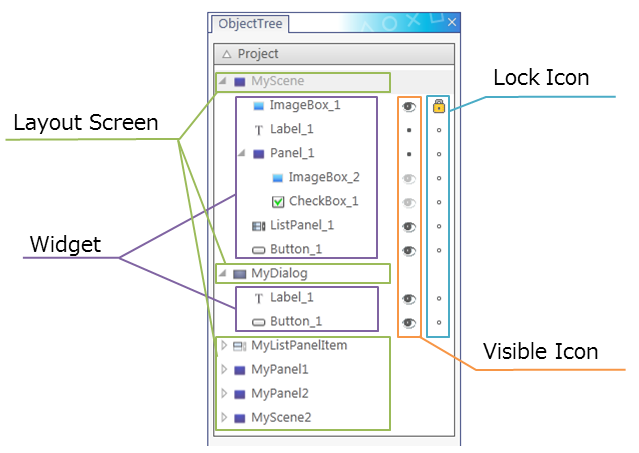 ObjectTree
Project
MyScene
ImageBox_1
Label_1
Panel_1
ImageBox_2
CheckBox_1
ListPanel_1
Button_1
MyDialog
Label_1
Button_1
MyListPanelItem
MyPanel1
MyPanel2
MyScene2
Layout Screen
Widget
Lock Icon
Visible Icon